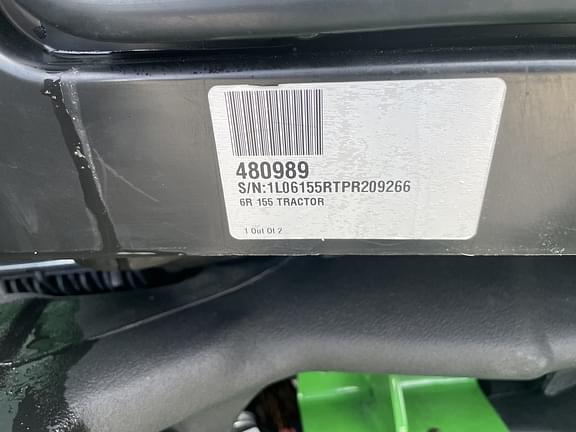 480989
S/N:1L06155RTPR209266
6R 155 TRACTOR
1 Out Of 2